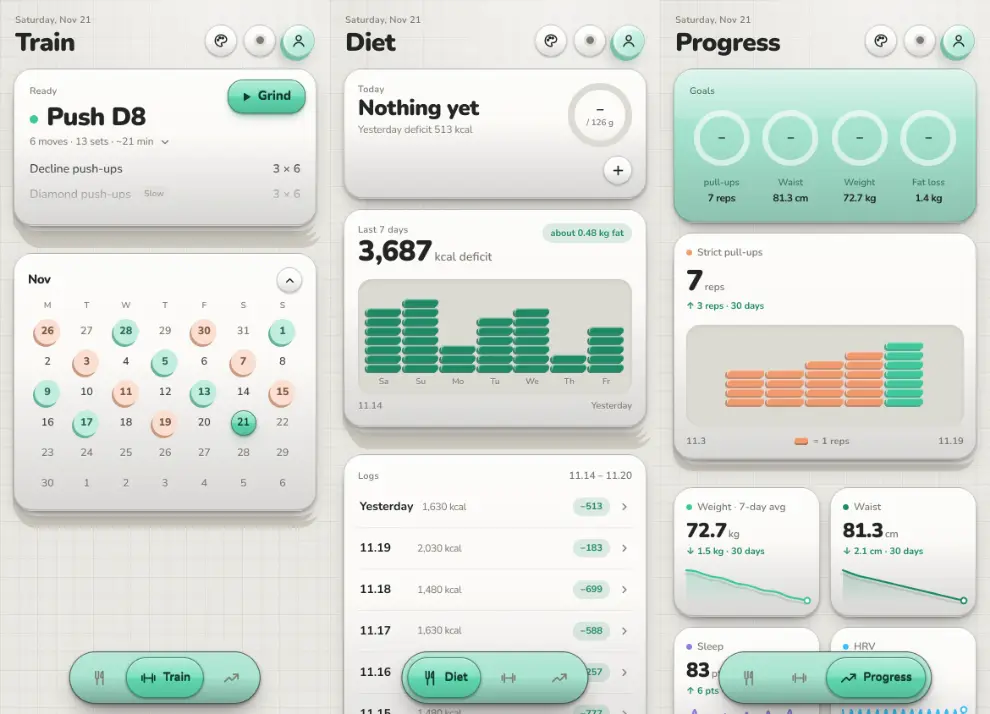 Saturday, Nov 21
Train
Ready
Push D8
Grind
6 moves · 13 sets · ~21 min
Decline push-ups 3 × 6
Diamond push-ups Slow 3 × 6
Nov
M T W T F S S
26 27 28 29 30 31 1
2 3 4 5 6 7 8
9 10 11 12 13 14 15
16 17 18 19 20 21 22
23 24 25 26 27 28 29
30 1 2 3 4 5 6
Train
Saturday, Nov 21
Diet
Today
Nothing yet
Yesterday deficit 513 kcal
–
/ 126 g
+
Last 7 days
3,687 kcal deficit
about 0.48 kg fat
Sa Su Mo Tu We Th Fr
11.14 Yesterday
Logs 11.14 – 11.20
Yesterday 1,630 kcal −513
11.19 2,030 kcal −183
11.18 1,480 kcal −699
11.17 1,630 kcal −588
11.16 257
Diet
11.15 1,490 kcal
Saturday, Nov 21
Progress
Goals
– – – –
pull-ups Waist Weight Fat loss
7 reps 81.3 cm 72.7 kg 1.4 kg
Strict pull-ups
7 reps
↑ 3 reps · 30 days
11.3 = 1 reps 11.19
Weight · 7-day avg
72.7 kg
↓ 1.5 kg · 30 days
Waist
81.3 cm
↓ 2.1 cm · 30 days
Sleep
83
↑ 6 pts
HRV
Progress